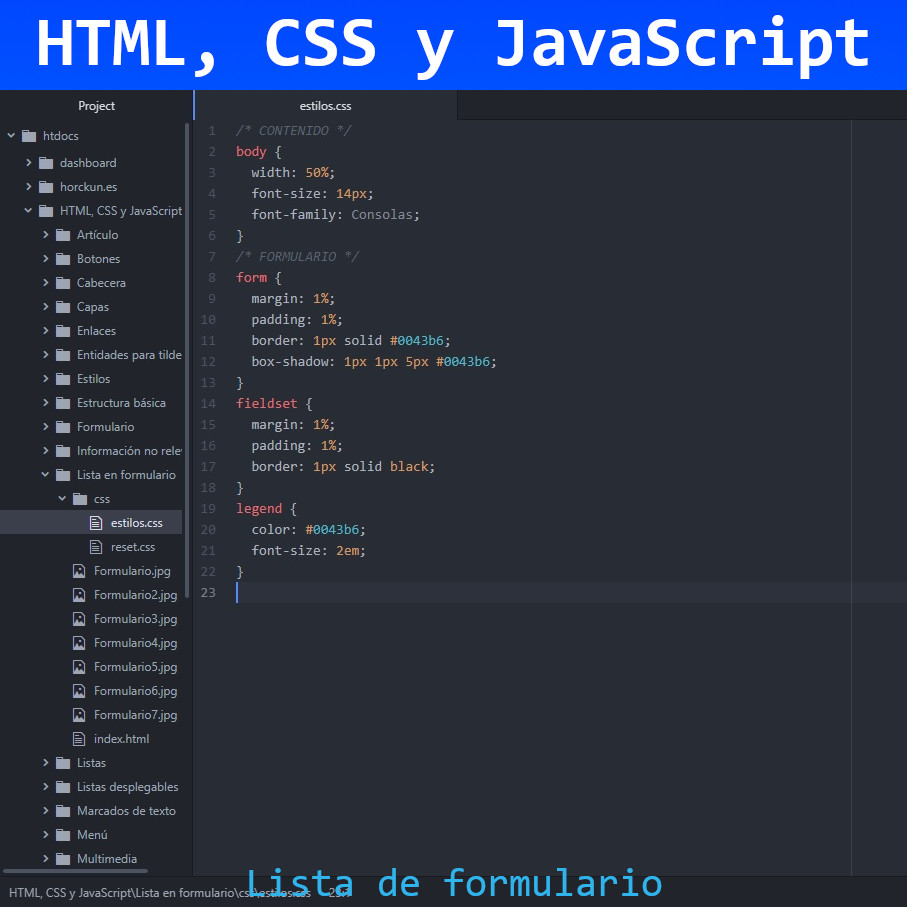 HTML, CSS y JavaScript
Project
htdocs
dashboard
horckun.es
HTML, CSS y JavaScript
Artículo
Botones
Cabecera
Capas
Enlaces
Entidades para tilde
Estilos
Estructura básica
Formulario
Información no rele
Lista en formulario
css
estilos.css
reset.css
Formulario.jpg
Formulario2.jpg
Formulario3.jpg
Formulario4.jpg
Formulario5.jpg
Formulario6.jpg
Formulario7.jpg
index.html
Listas
Listas desplegables
Marcados de texto
Menú
Multimedia
estilos.css
1 /* CONTENIDO */
2 body {
3 width: 50%;
4 font-size: 14px;
5 font-family: Consolas;
6 }
7 /* FORMULARIO */
8 form {
9 margin: 1%;
10 padding: 1%;
11 border: 1px solid #0043b6;
12 box-shadow: 1px 1px 5px #0043b6;
13 }
14 fieldset {
15 margin: 1%;
16 padding: 1%;
17 border: 1px solid black;
18 }
19 legend {
20 color: #0043b6;
21 font-size: 2em;
22 }
23
HTML, CSS y JavaScript\Lista en formulario\css\estilos.css
Lista de formulario